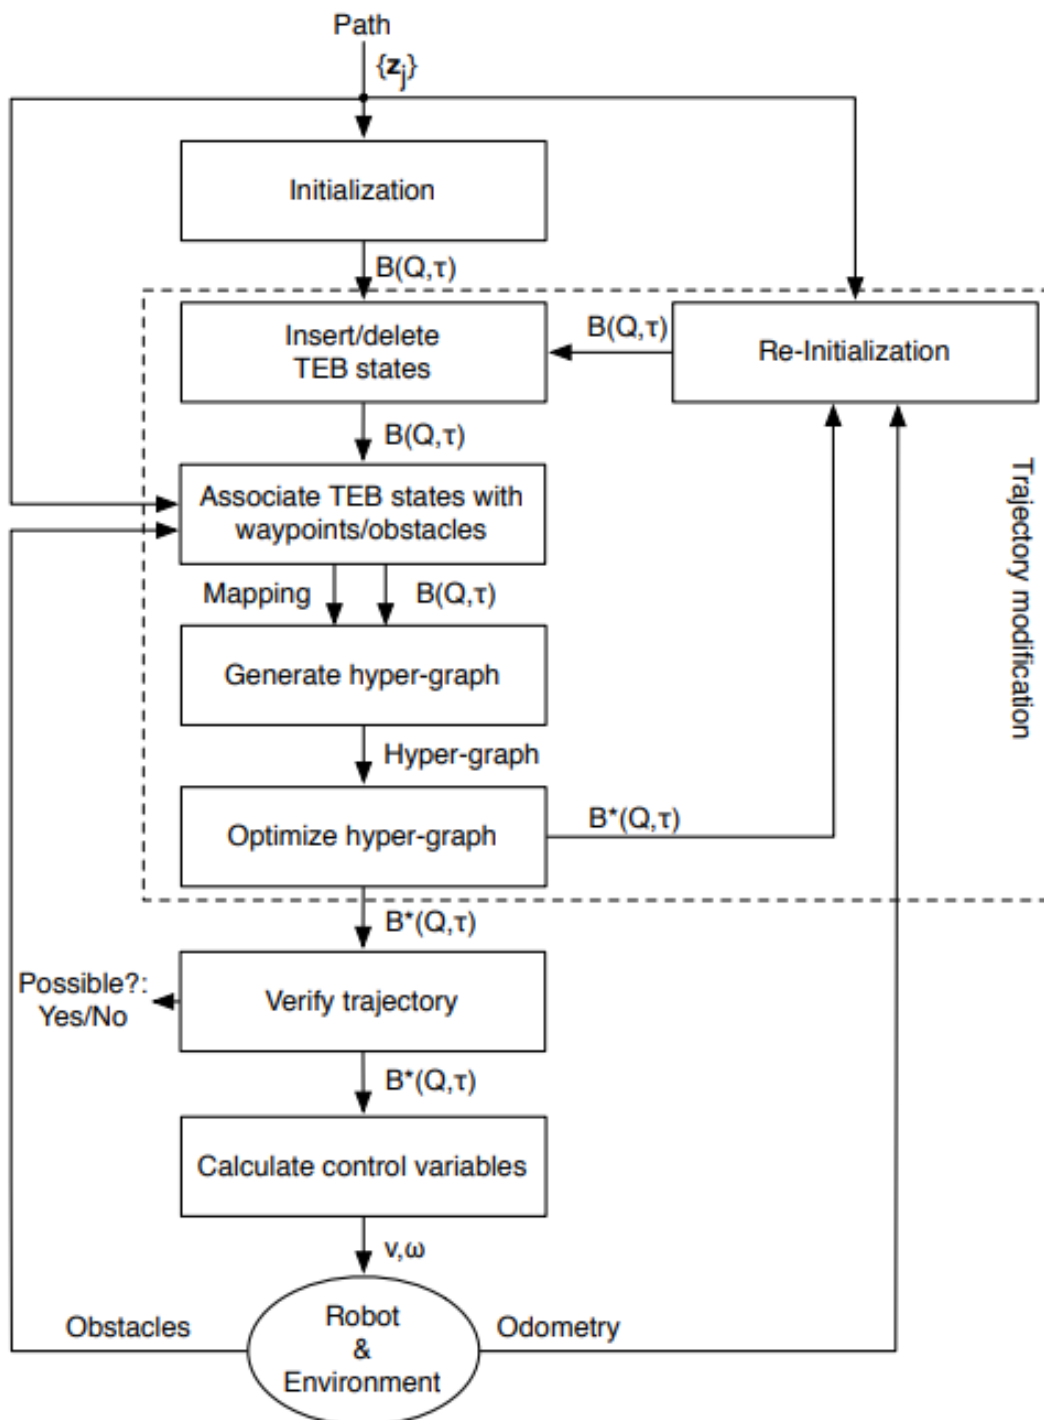 Path
{z_j}
Initialization
B(Q,τ)
Insert/delete
TEB states
B(Q,τ)
Re-Initialization
B(Q,τ)
Associate TEB states with
waypoints/obstacles
Trajectory modification
Mapping
B(Q,τ)
Generate hyper-graph
Hyper-graph
Optimize hyper-graph
B*(Q,τ)
B*(Q,τ)
Possible?:
Yes/No
Verify trajectory
B*(Q,τ)
Calculate control variables
v,ω
Obstacles
Robot
&
Environment
Odometry